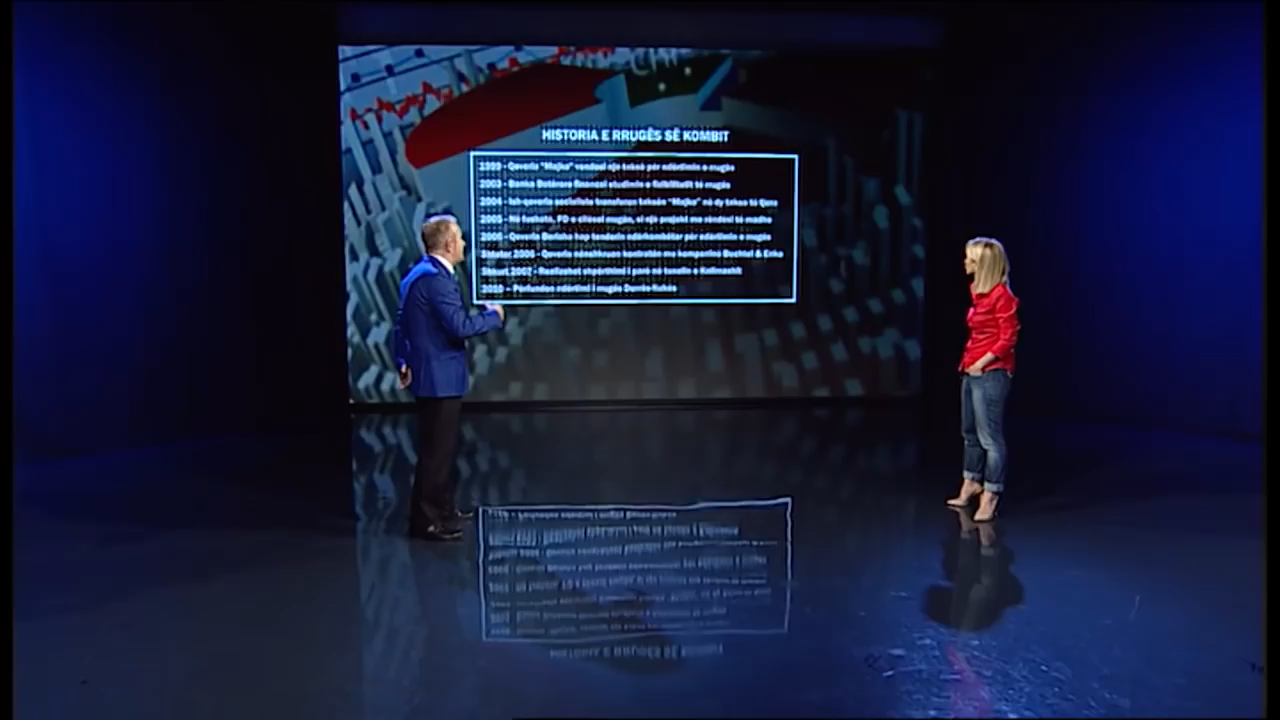 HISTORIA E RRUGËS SË KOMBIT
1999 - Qeveria "Majko" vendosi një taksë për ndërtimin e rrugës
2003 - Banka Botërore financoi studimin e fizibilitetit të rrugës
2004 - Ish-qeveria socialiste transferon taksën "Majko" në dy taksa të tjera
2005 - Në fushatë, PD e cilësoi rrugën, si një projekt me rëndësi të madhe
2006 - Qeveria Berisha hap tenderin ndërkombëtar për ndërtimin e rrugës
Shtator 2006 - Qeveria nënshkruan kontratën me kompaninë Bechtel & Enka
Shkurt 2007 - Realizohet shpërthimi i parë në tunelin e Kalimashit
2010 - Përfundon ndërtimi i rrugës Durrës-Kukës